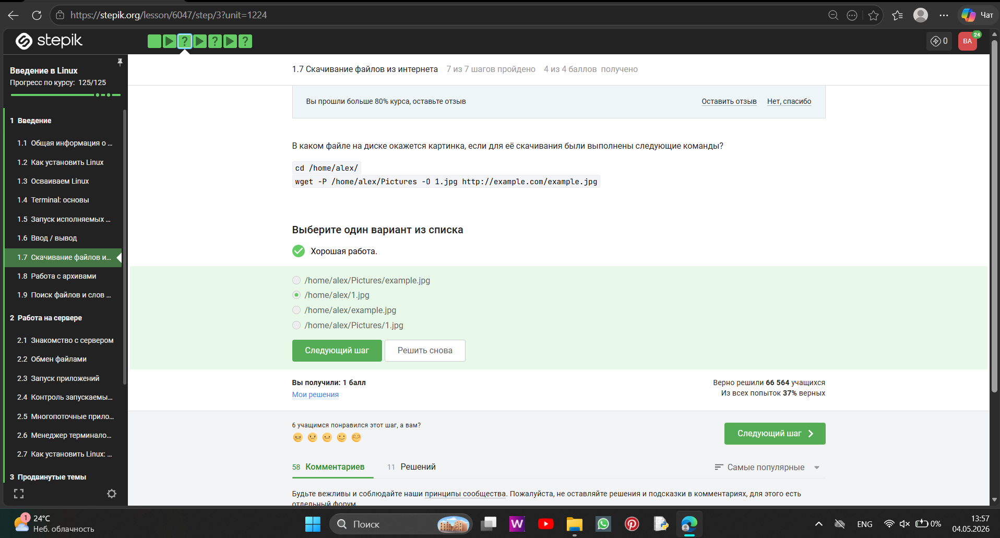 https://stepik.org/lesson/6047/step/3?unit=1224
Чат
stepik
? ? ?
0
ВА
24
Введение в Linux
Прогресс по курсу: 125/125
1 Введение
1.1 Общая информация о ...
1.2 Как установить Linux
1.3 Осваиваем Linux
1.4 Terminal: основы
1.5 Запуск исполняемых ...
1.6 Ввод / вывод
1.7 Скачивание файлов и...
1.8 Работа с архивами
1.9 Поиск файлов и слов ...
2 Работа на сервере
2.1 Знакомство с сервером
2.2 Обмен файлами
2.3 Запуск приложений
2.4 Контроль запускаемы...
2.5 Многопоточные прило...
2.6 Менеджер терминало...
2.7 Как установить Linux: ...
3 Продвинутые темы
1.7 Скачивание файлов из интернета 7 из 7 шагов пройдено 4 из 4 баллов получено
Вы прошли больше 80% курса, оставьте отзыв Оставить отзыв Нет, спасибо
В каком файле на диске окажется картинка, если для её скачивания были выполнены следующие команды?
cd /home/alex/
wget -P /home/alex/Pictures -O 1.jpg http://example.com/example.jpg
Выберите один вариант из списка
Хорошая работа.
/home/alex/Pictures/example.jpg
/home/alex/1.jpg
/home/alex/example.jpg
/home/alex/Pictures/1.jpg
Следующий шаг Решить снова
Вы получили: 1 балл
Мои решения
Верно решили 66 564 учащихся
Из всех попыток 37% верных
6 учащимся понравился этот шаг, а вам?
Следующий шаг
58 Комментариев 11 Решений Самые популярные
Будьте вежливы и соблюдайте наши принципы сообщества. Пожалуйста, не оставляйте решения и подсказки в комментариях, для этого есть
отдельный форум.
1
24°C
Неб. облачность
Поиск
W
ENG
0%
13:57
04.05.2026